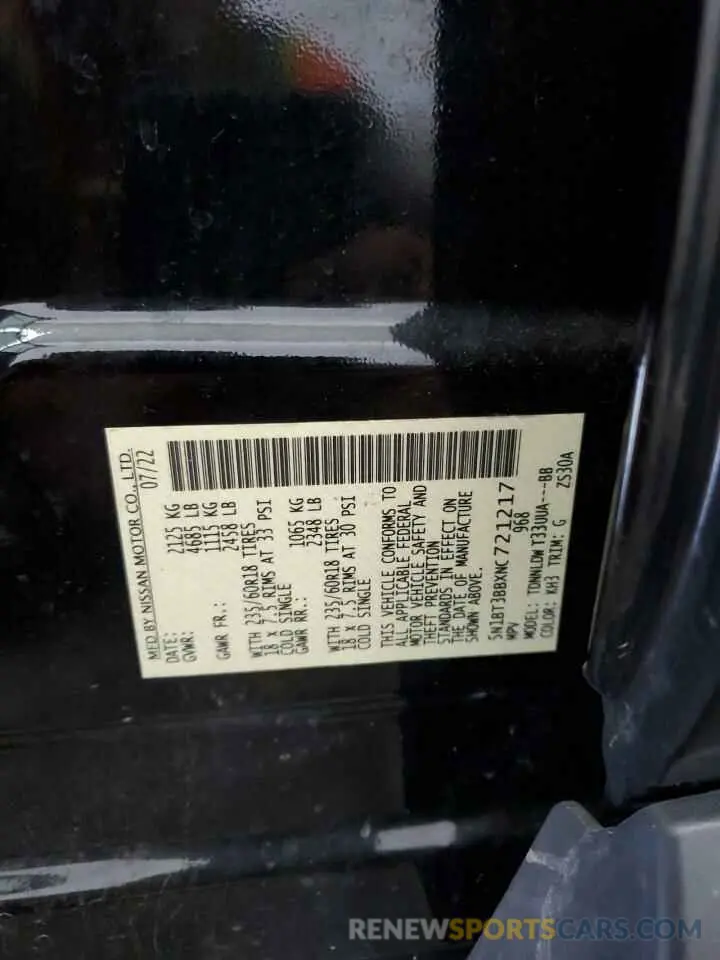 MFD BY NISSAN MOTOR CO., LTD.
DATE: 07/22
GVWR: 2125 KG
4685 LB
GAWR FR.: 1115 KG
2458 LB
WITH 235/60R18 TIRES
18 X 7.5 RIMS AT 33 PSI
COLD SINGLE
GAWR RR.: 1065 KG
2348 LB
WITH 235/60R18 TIRES
18 X 7.5 RIMS AT 30 PSI
COLD SINGLE
THIS VEHICLE CONFORMS TO
ALL APPLICABLE FEDERAL
MOTOR VEHICLE SAFETY AND
THEFT PREVENTION
STANDARDS IN EFFECT ON
THE DATE OF MANUFACTURE
SHOWN ABOVE.
5N1BT3BBXNC721217
MPV 968
MODEL: TDNNLDW T33UUA---BB
COLOR: KH3 TRIM: G ZS30A
RENEWSPORTSCARS.COM